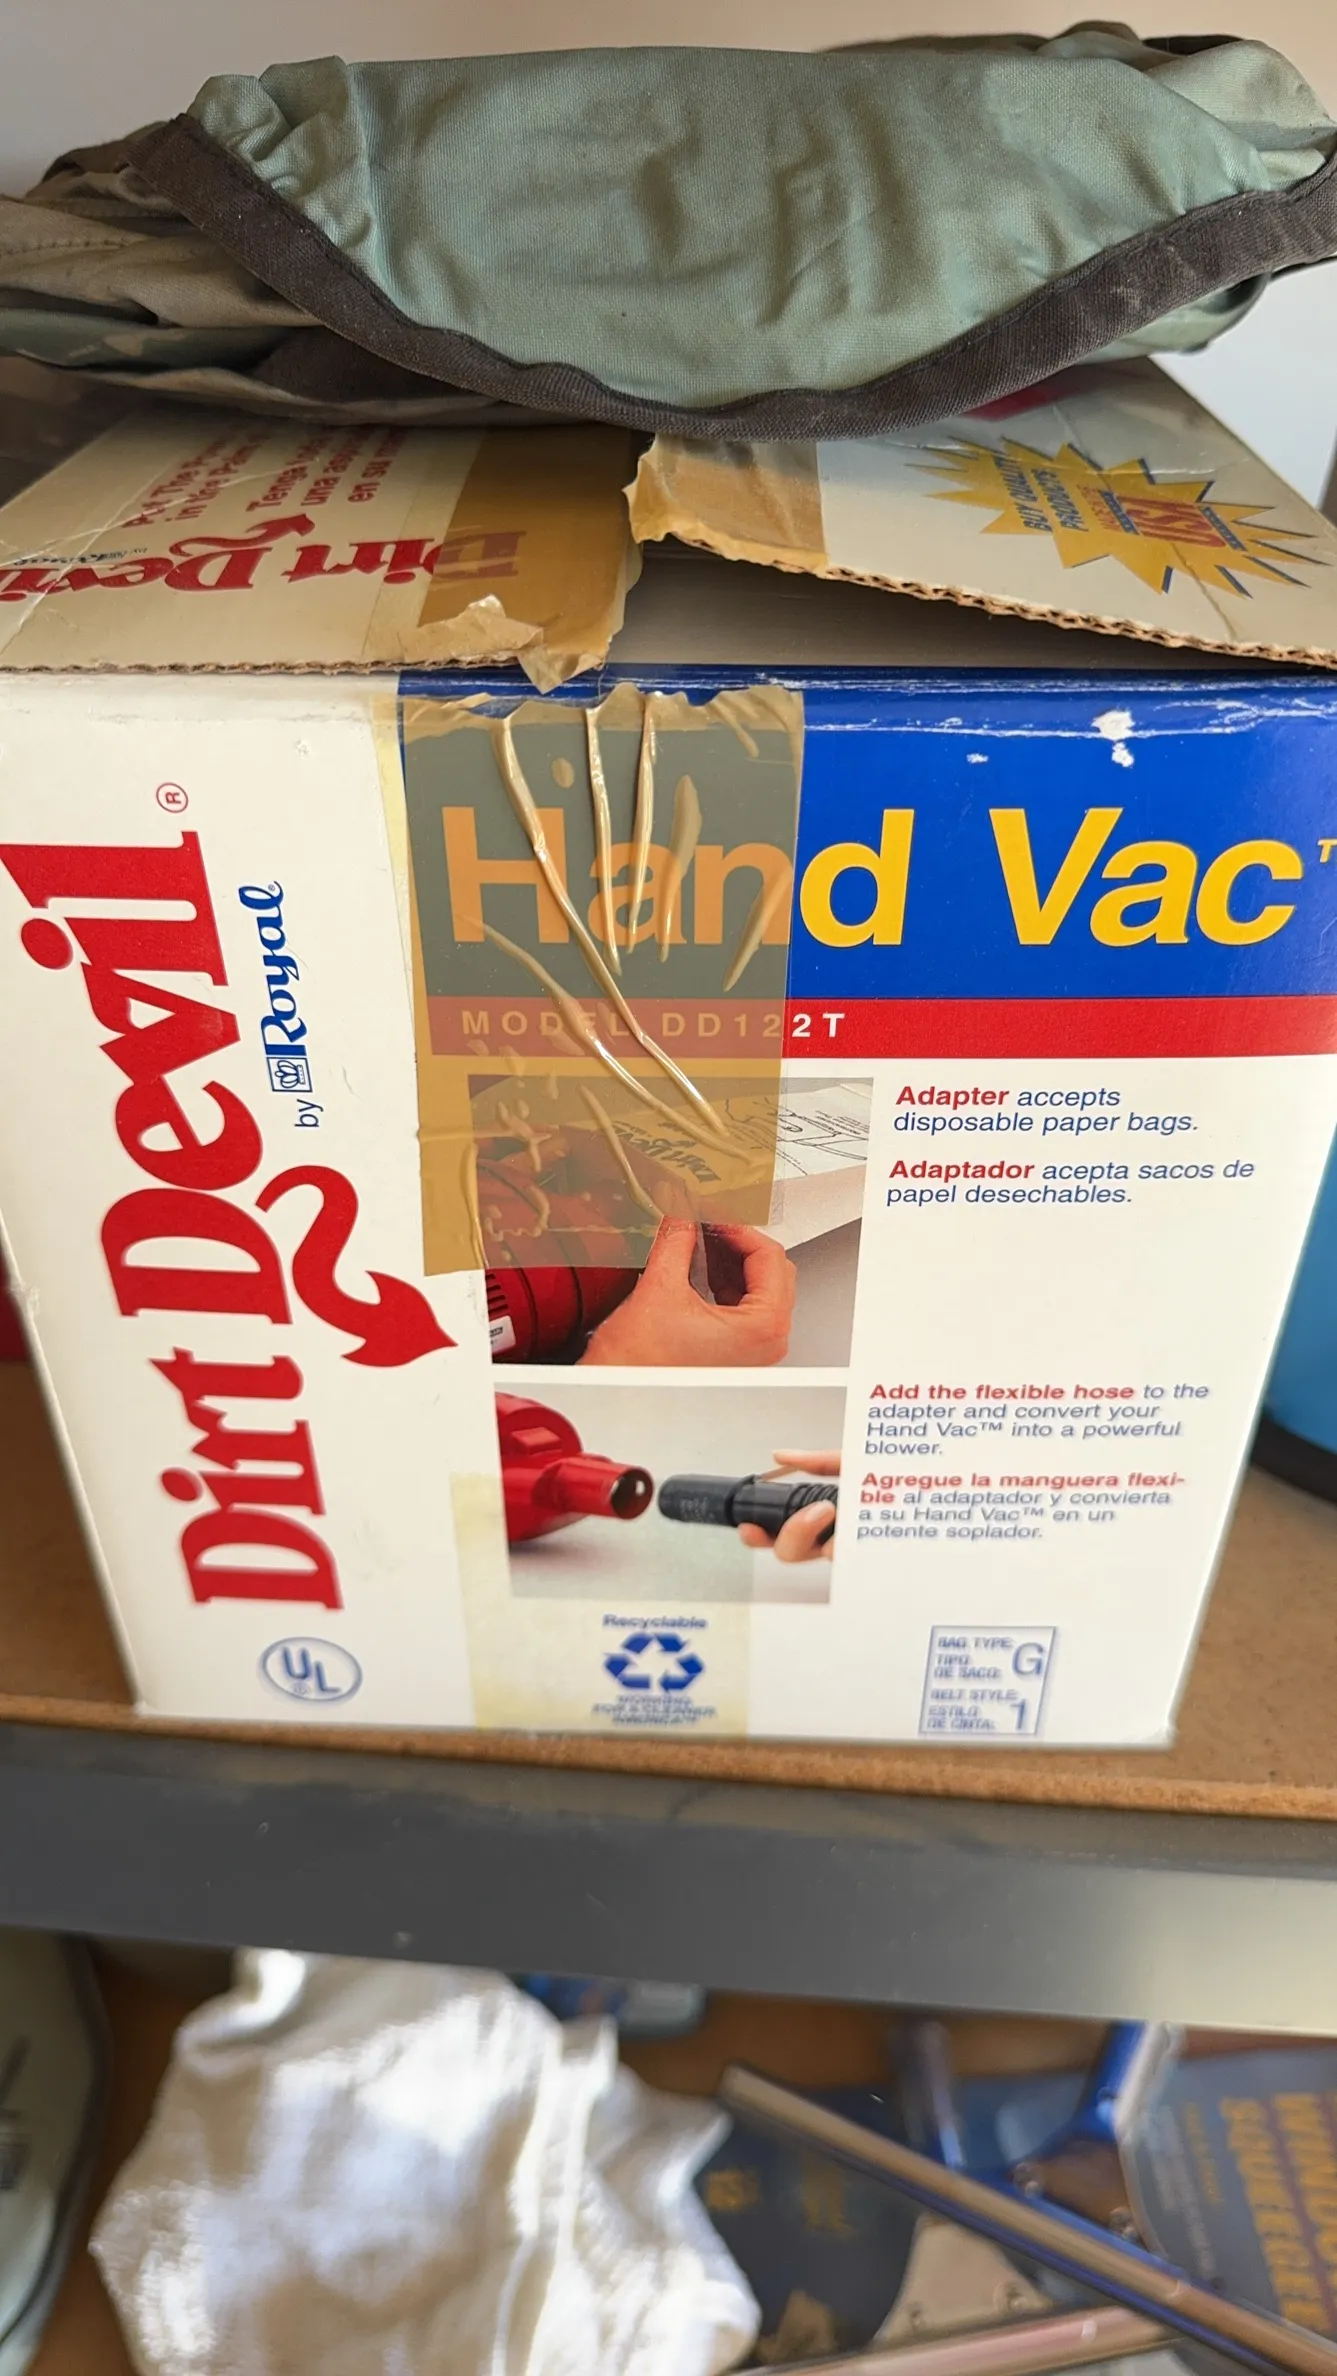 Dirt Devil
BUY QUALITY
PRODUCTS
USA
Dirt Devil®
by Royal®
Hand Vac™
MODEL DD122T
Adapter accepts
disposable paper bags.
Adaptador acepta sacos de
papel desechables.
Add the flexible hose to the
adapter and convert your
Hand Vac™ into a powerful
blower.
Agregue la manguera flexi-
ble al adaptador y convierta
a su Hand Vac™ en un
potente soplador.
UL®
Recyclable
BAG TYPE: G
TIPO
DE SACO:
BELT STYLE: 1
ESTILO
DE CINTA:
SQUEEGEE